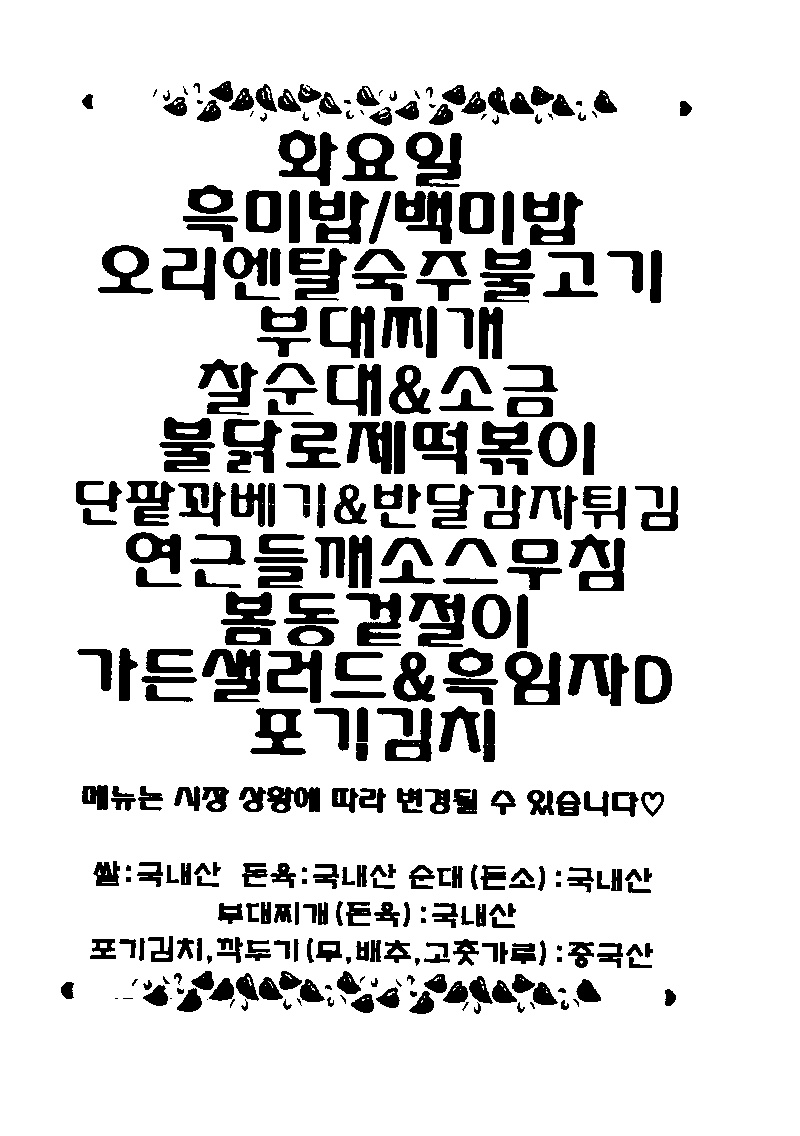 화요일
흑미밥/백미밥
오리엔탈숙주불고기
부대찌개
찰순대&소금
불닭로제떡볶이
단팥꽈베기&반달감자튀김
연근들깨소스무침
봄동겉절이
가든샐러드&흑임자D
포기김치
메뉴는 시장 상황에 따라 변경될 수 있습니다♡
쌀:국내산 돈육:국내산 순대(돈소):국내산
부대찌개(돈육):국내산
포기김치,깍두기(무,배추,고춧가루):중국산